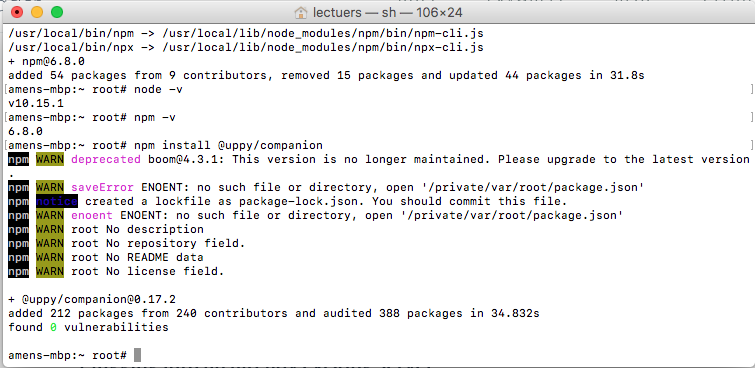 lectuers — sh — 106×24
/usr/local/bin/npm -> /usr/local/lib/node_modules/npm/bin/npm-cli.js
/usr/local/bin/npx -> /usr/local/lib/node_modules/npm/bin/npx-cli.js
+ npm@6.8.0
added 54 packages from 9 contributors, removed 15 packages and updated 44 packages in 31.8s
[amens-mbp:~ root# node -v ]
v10.15.1
[amens-mbp:~ root# npm -v ]
6.8.0
[amens-mbp:~ root# npm install @uppy/companion ]
npm WARN deprecated boom@4.3.1: This version is no longer maintained. Please upgrade to the latest version
.
npm WARN saveError ENOENT: no such file or directory, open '/private/var/root/package.json'
npm notice created a lockfile as package-lock.json. You should commit this file.
npm WARN enoent ENOENT: no such file or directory, open '/private/var/root/package.json'
npm WARN root No description
npm WARN root No repository field.
npm WARN root No README data
npm WARN root No license field.
+ @uppy/companion@0.17.2
added 212 packages from 240 contributors and audited 388 packages in 34.832s
found 0 vulnerabilities
amens-mbp:~ root#